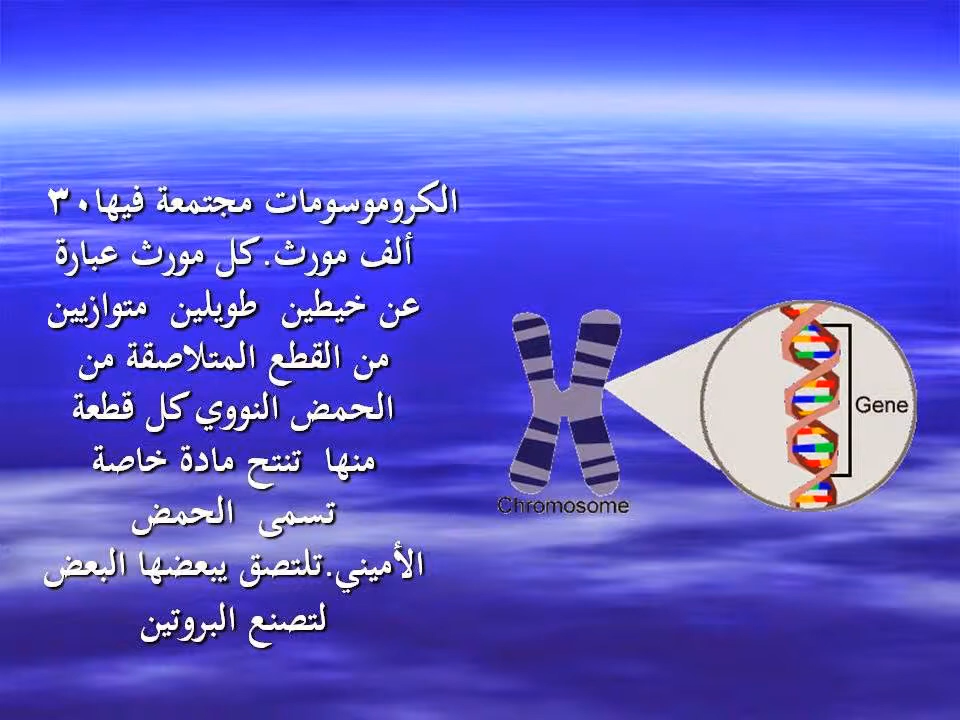 الكروموسومات مجتمعة فيها٣٠
ألف مورث.كل مورث عبارة
عن خيطين طويلين متوازيين
من القطع المتلاصقة من
الحمض النووي كل قطعة
منها تنتج مادة خاصة
تسمى الحمض
الأميني.تلتصق يبعضها البعض
لتصنع البروتين
Gene
Chromosome